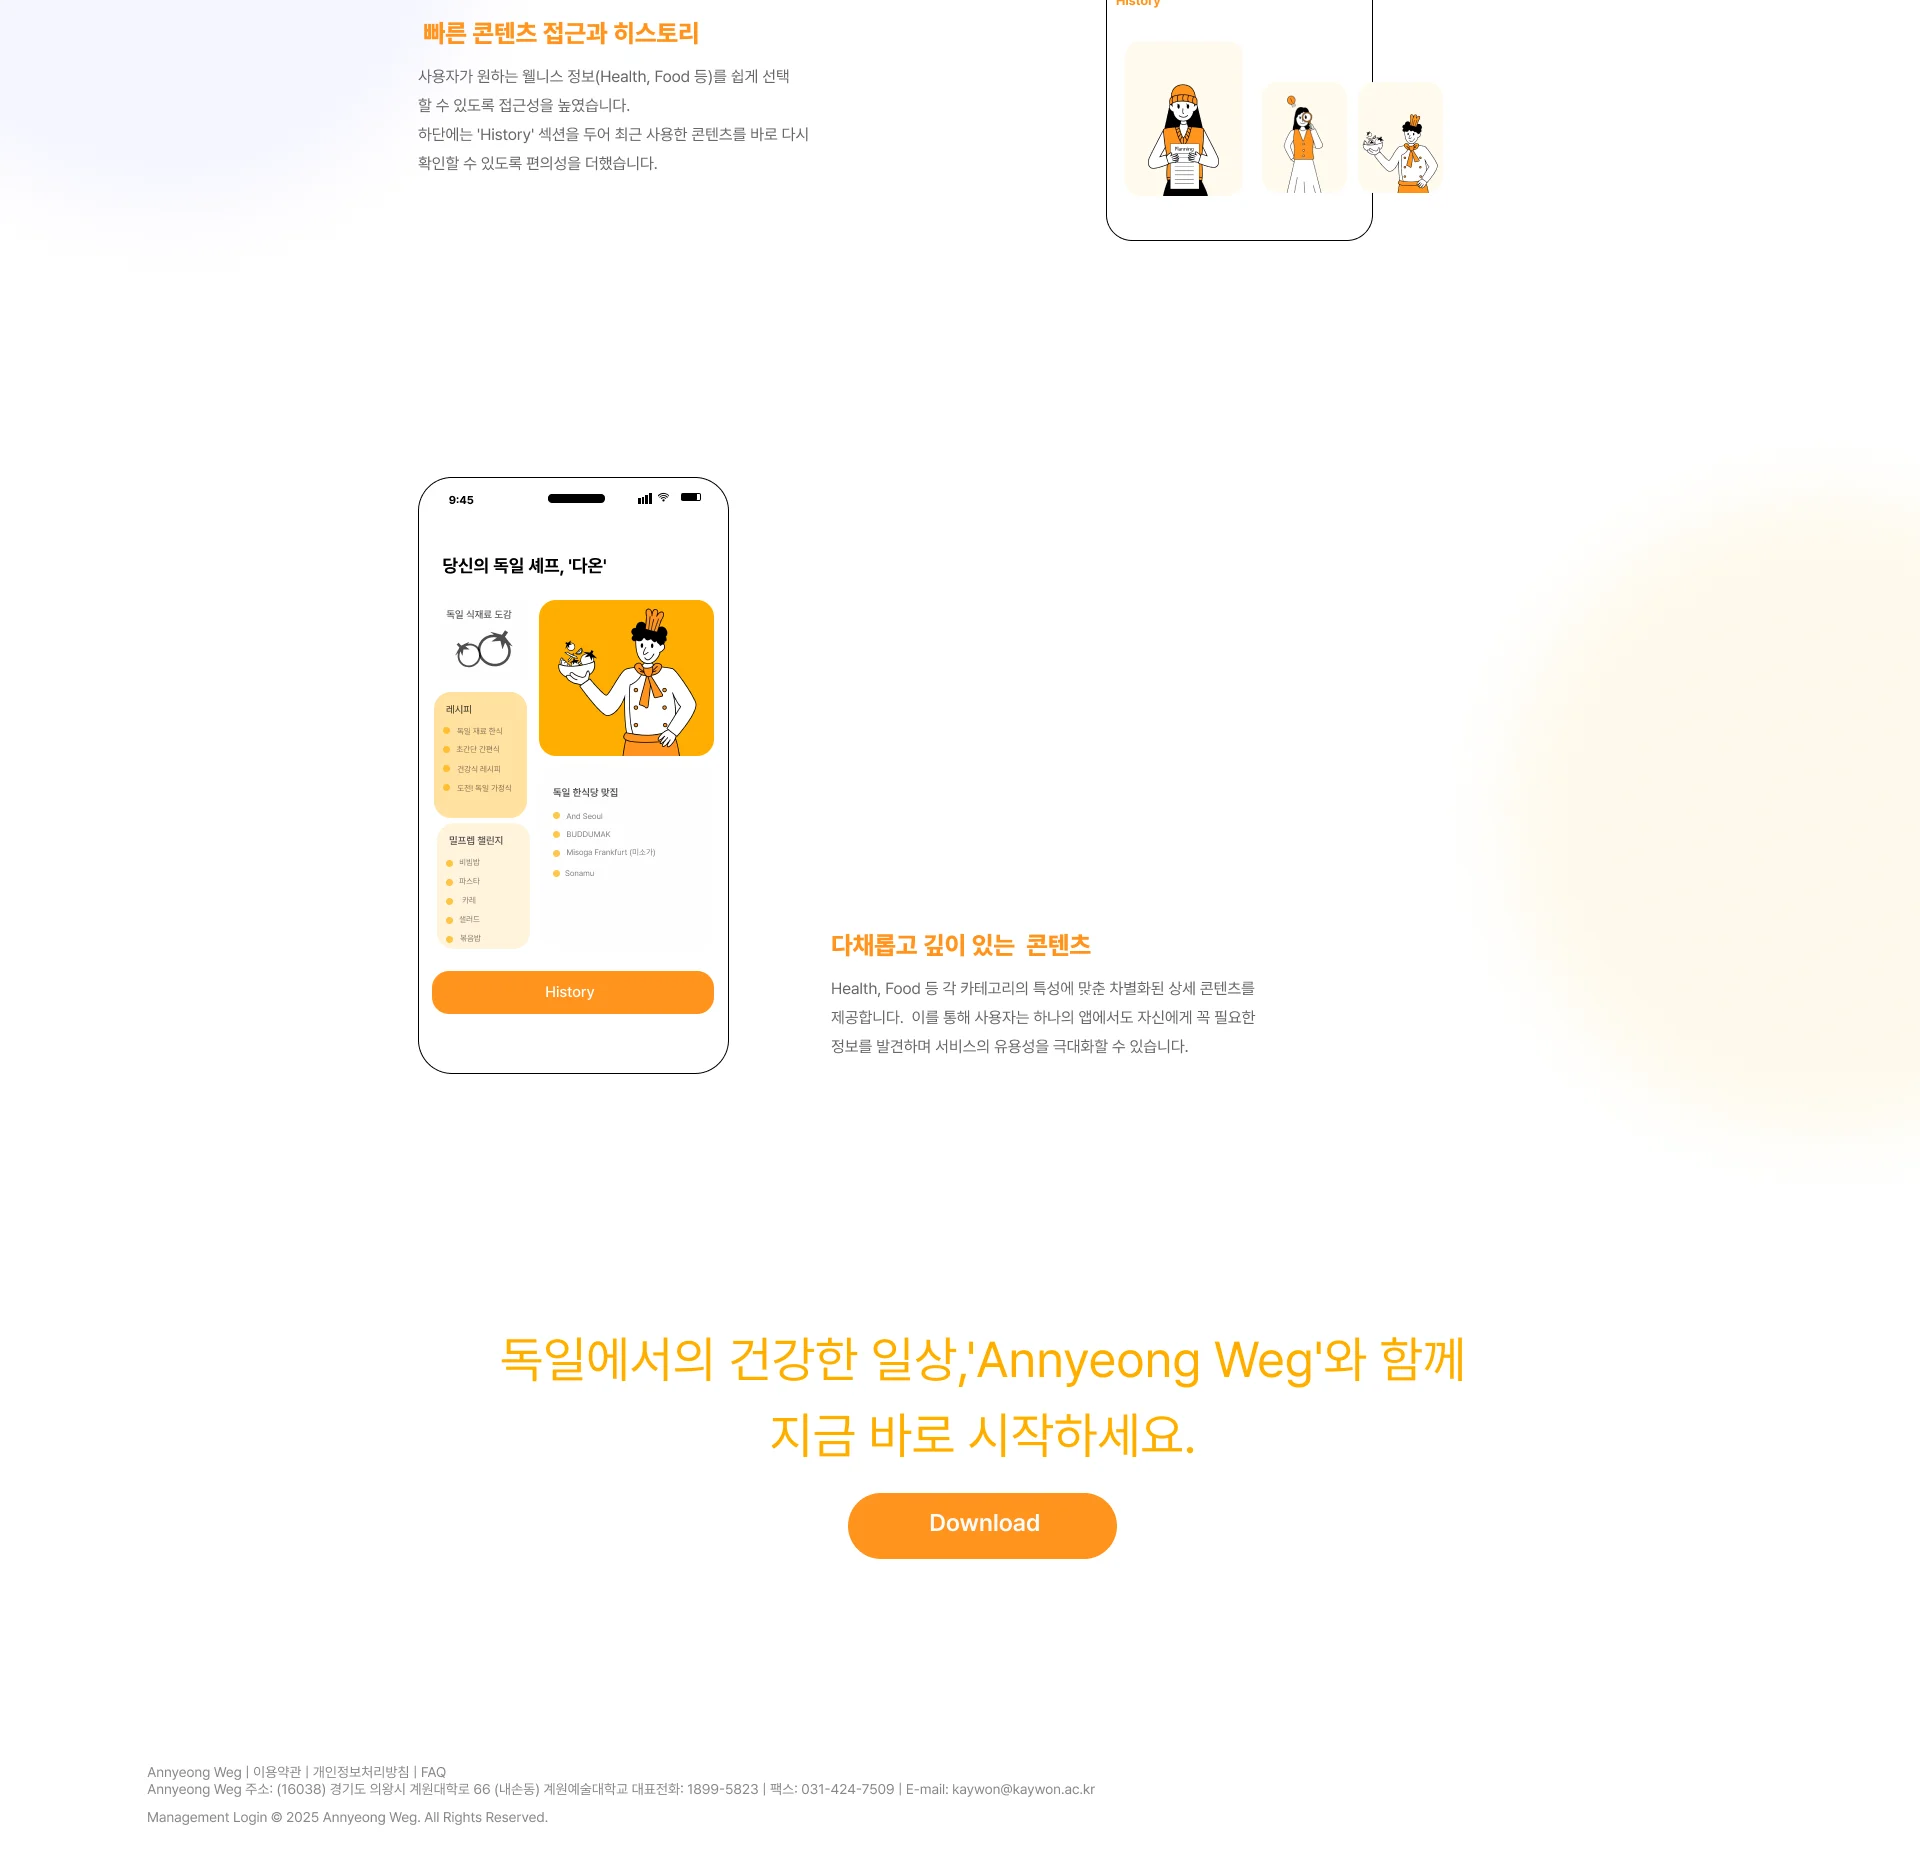 History
빠른 콘텐츠 접근과 히스토리
사용자가 원하는 웰니스 정보(Health, Food 등)를 쉽게 선택
할 수 있도록 접근성을 높였습니다.
하단에는 'History' 섹션을 두어 최근 사용한 콘텐츠를 바로 다시
확인할 수 있도록 편의성을 더했습니다.
Planning
9:45
당신의 독일 셰프, '다온'
독일 식재료 도감
레시피
독일 재료 한식
초간단 간편식
건강식 레시피
도전! 독일 가정식
밀프렙 챌린지
비빔밥
파스타
카레
샐러드
볶음밥
독일 한식당 맛집
And Seoul
BUDDUMAK
Misoga Frankfurt (미소가)
Sonamu
History
다채롭고 깊이 있는  콘텐츠
Health, Food 등 각 카테고리의 특성에 맞춘 차별화된 상세 콘텐츠를
제공합니다.  이를 통해 사용자는 하나의 앱에서도 자신에게 꼭 필요한
정보를 발견하며 서비스의 유용성을 극대화할 수 있습니다.
독일에서의 건강한 일상,'Annyeong Weg'와 함께
지금 바로 시작하세요.
Download
Annyeong Weg | 이용약관 | 개인정보처리방침 | FAQ
Annyeong Weg 주소: (16038) 경기도 의왕시 계원대학로 66 (내손동) 계원예술대학교 대표전화: 1899-5823 | 팩스: 031-424-7509 | E-mail: kaywon@kaywon.ac.kr
Management Login © 2025 Annyeong Weg. All Rights Reserved.